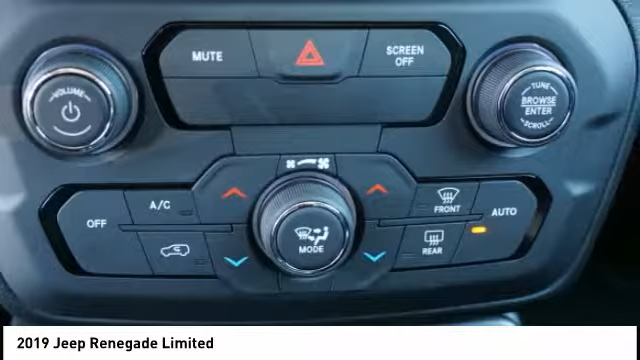 MUTE
SCREEN
OFF
VOLUME
TUNE
BROWSE
ENTER
SCROLL
OFF
A/C
MODE
FRONT
REAR
AUTO
2019 Jeep Renegade Limited